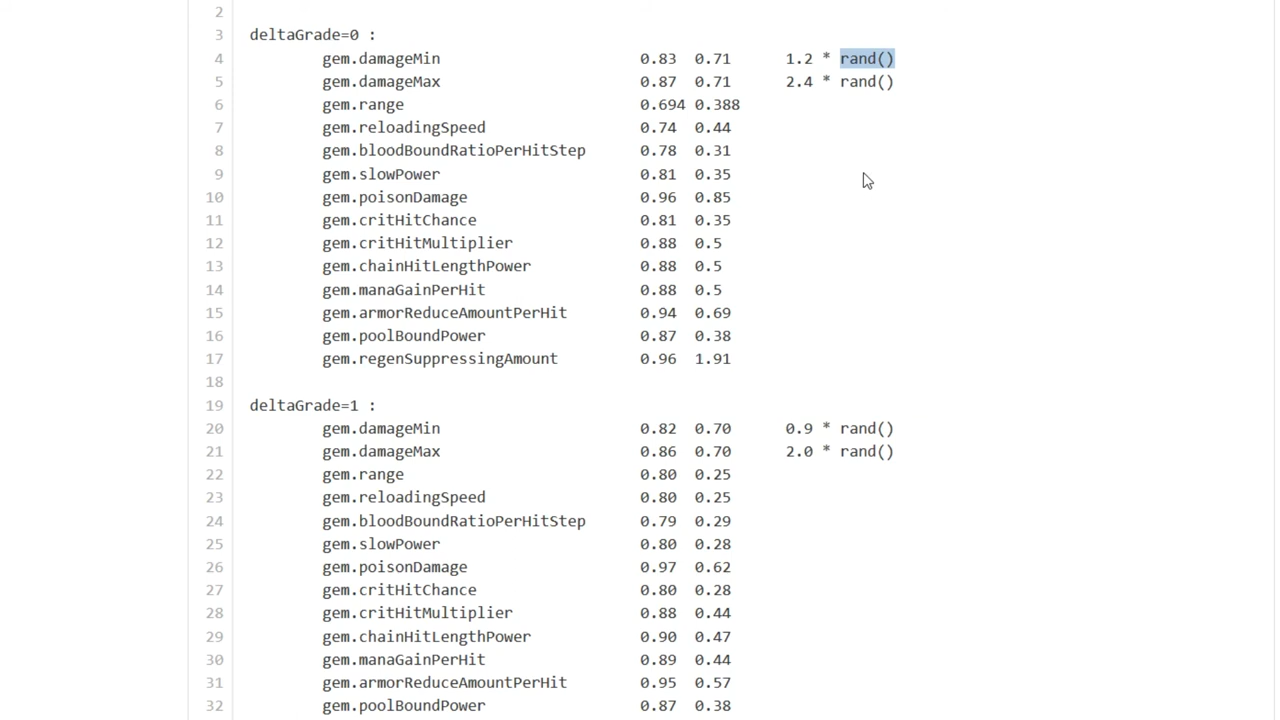 2
3 deltaGrade=0 :
4 gem.damageMin 0.83 0.71 1.2 * rand()
5 gem.damageMax 0.87 0.71 2.4 * rand()
6 gem.range 0.694 0.388
7 gem.reloadingSpeed 0.74 0.44
8 gem.bloodBoundRatioPerHitStep 0.78 0.31
9 gem.slowPower 0.81 0.35
10 gem.poisonDamage 0.96 0.85
11 gem.critHitChance 0.81 0.35
12 gem.critHitMultiplier 0.88 0.5
13 gem.chainHitLengthPower 0.88 0.5
14 gem.manaGainPerHit 0.88 0.5
15 gem.armorReduceAmountPerHit 0.94 0.69
16 gem.poolBoundPower 0.87 0.38
17 gem.regenSuppressingAmount 0.96 1.91
18
19 deltaGrade=1 :
20 gem.damageMin 0.82 0.70 0.9 * rand()
21 gem.damageMax 0.86 0.70 2.0 * rand()
22 gem.range 0.80 0.25
23 gem.reloadingSpeed 0.80 0.25
24 gem.bloodBoundRatioPerHitStep 0.79 0.29
25 gem.slowPower 0.80 0.28
26 gem.poisonDamage 0.97 0.62
27 gem.critHitChance 0.80 0.28
28 gem.critHitMultiplier 0.88 0.44
29 gem.chainHitLengthPower 0.90 0.47
30 gem.manaGainPerHit 0.89 0.44
31 gem.armorReduceAmountPerHit 0.95 0.57
32 gem.poolBoundPower 0.87 0.38